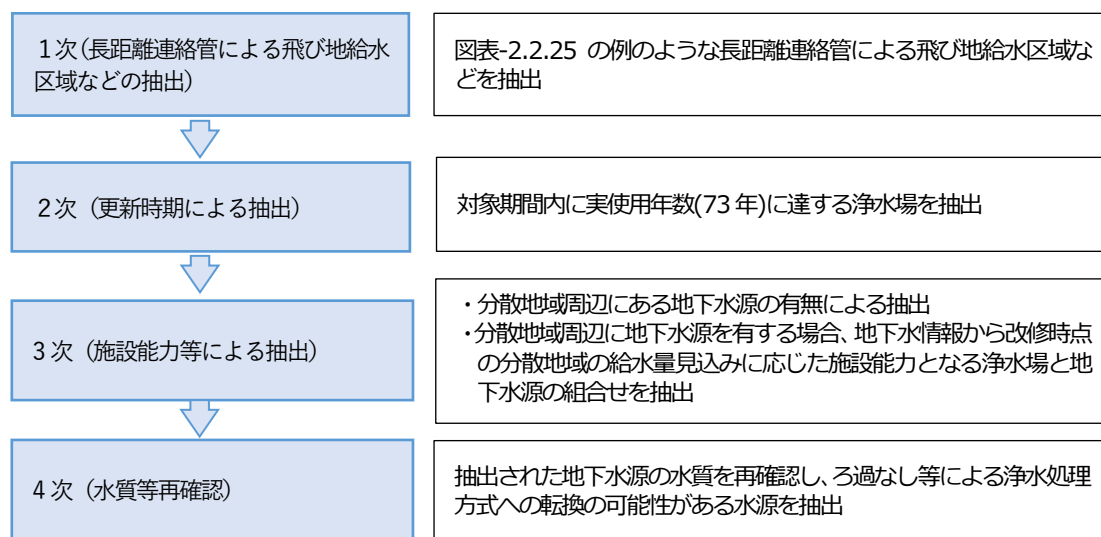 1次(長距離連絡管による飛び地給水
区域などの抽出)
図表-2.2.25 の例のような長距離連絡管による飛び地給水区域な
どを抽出
2次（更新時期による抽出）
対象期間内に実使用年数(73 年)に達する浄水場を抽出
3次（施設能力等による抽出）
・分散地域周辺にある地下水源の有無による抽出
・分散地域周辺に地下水源を有する場合、地下水情報から改修時点
の分散地域の給水量見込みに応じた施設能力となる浄水場と地
下水源の組合せを抽出
4次（水質等再確認）
抽出された地下水源の水質を再確認し、ろ過なし等による浄水処理
方式への転換の可能性がある水源を抽出